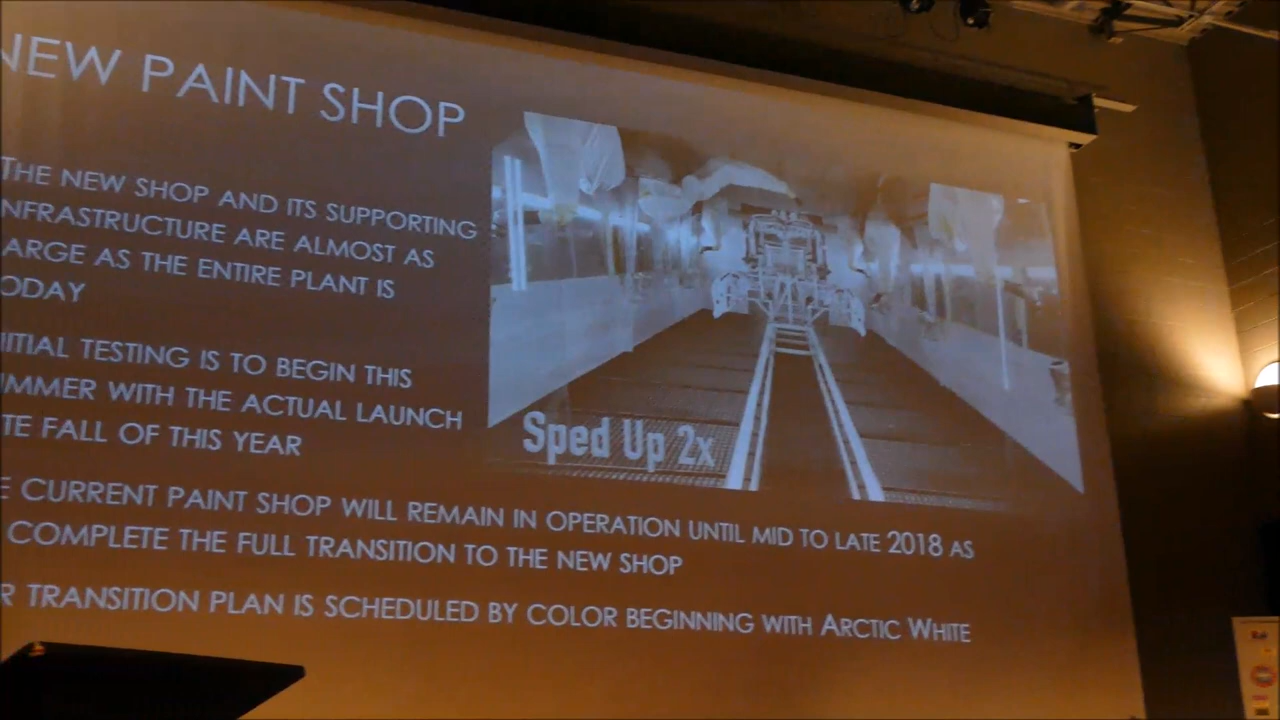 NEW PAINT SHOP
THE NEW SHOP AND ITS SUPPORTING
NFRASTRUCTURE ARE ALMOST AS
ARGE AS THE ENTIRE PLANT IS
ODAY
NITIAL TESTING IS TO BEGIN THIS
UMMER WITH THE ACTUAL LAUNCH
TE FALL OF THIS YEAR
E CURRENT PAINT SHOP WILL REMAIN IN OPERATION UNTIL MID TO LATE 2018 AS
COMPLETE THE FULL TRANSITION TO THE NEW SHOP
R TRANSITION PLAN IS SCHEDULED BY COLOR BEGINNING WITH ARCTIC WHITE
Sped Up 2x